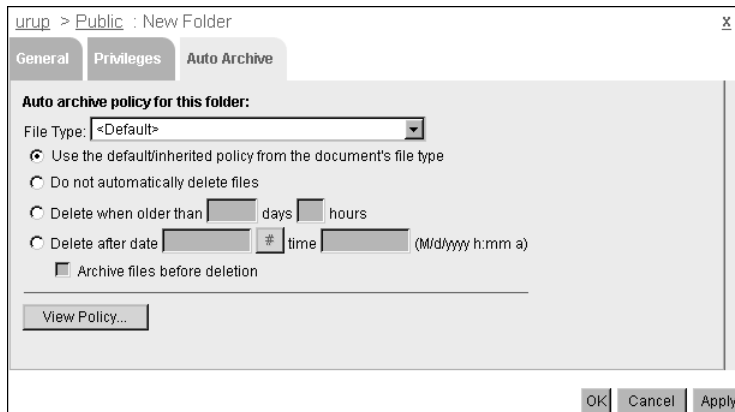 urup > Public : New Folder
x
General Privileges Auto Archive
Auto archive policy for this folder:
File Type: <Default>
Use the default/inherited policy from the document's file type
Do not automatically delete files
Delete when older than days hours
Delete after date # time (M/d/yyyy h:mm a)
Archive files before deletion
View Policy...
OK Cancel Apply